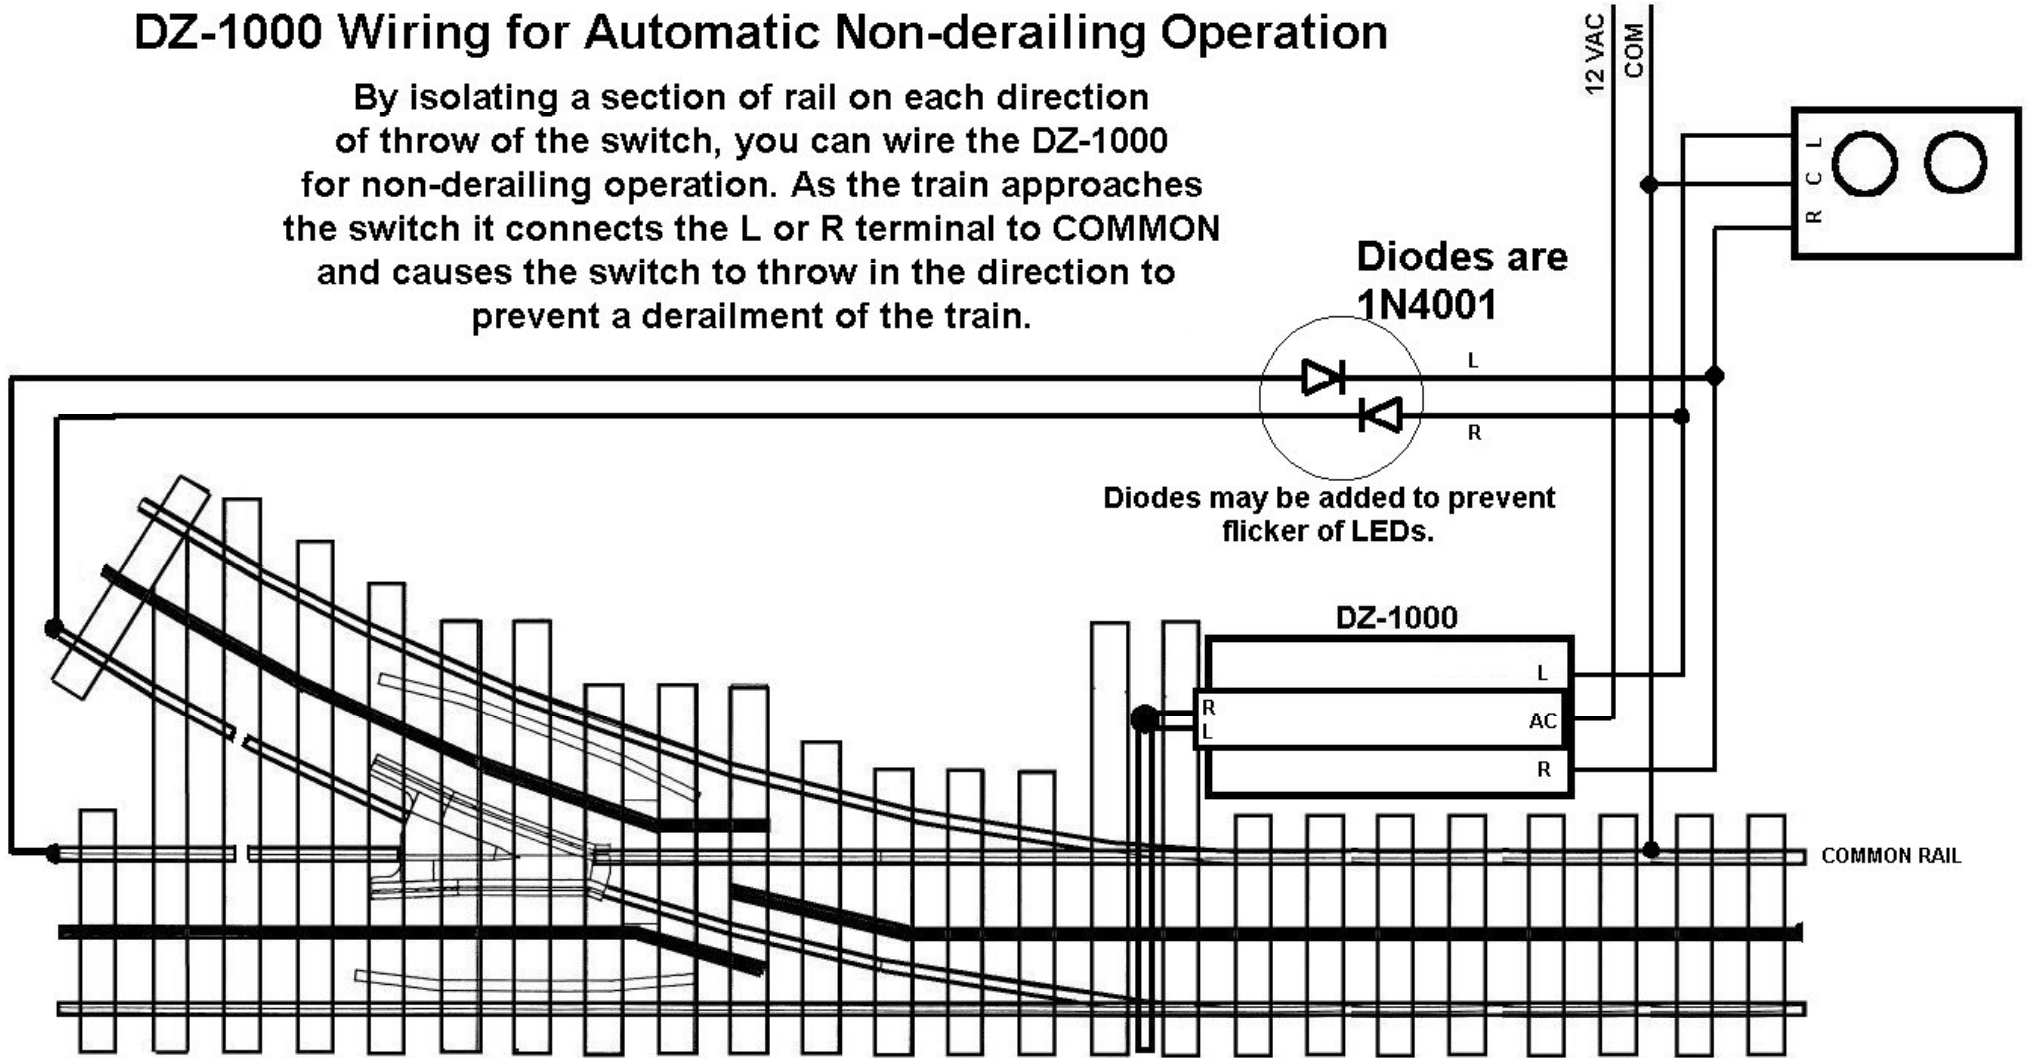 DZ-1000 Wiring for Automatic Non-derailing Operation
By isolating a section of rail on each direction
of throw of the switch, you can wire the DZ-1000
for non-derailing operation. As the train approaches
the switch it connects the L or R terminal to COMMON
and causes the switch to throw in the direction to
prevent a derailment of the train.
12 VAC
COM
L
C
R
Diodes are
1N4001
L
R
Diodes may be added to prevent
flicker of LEDs.
DZ-1000
L
R
L
AC
R
COMMON RAIL